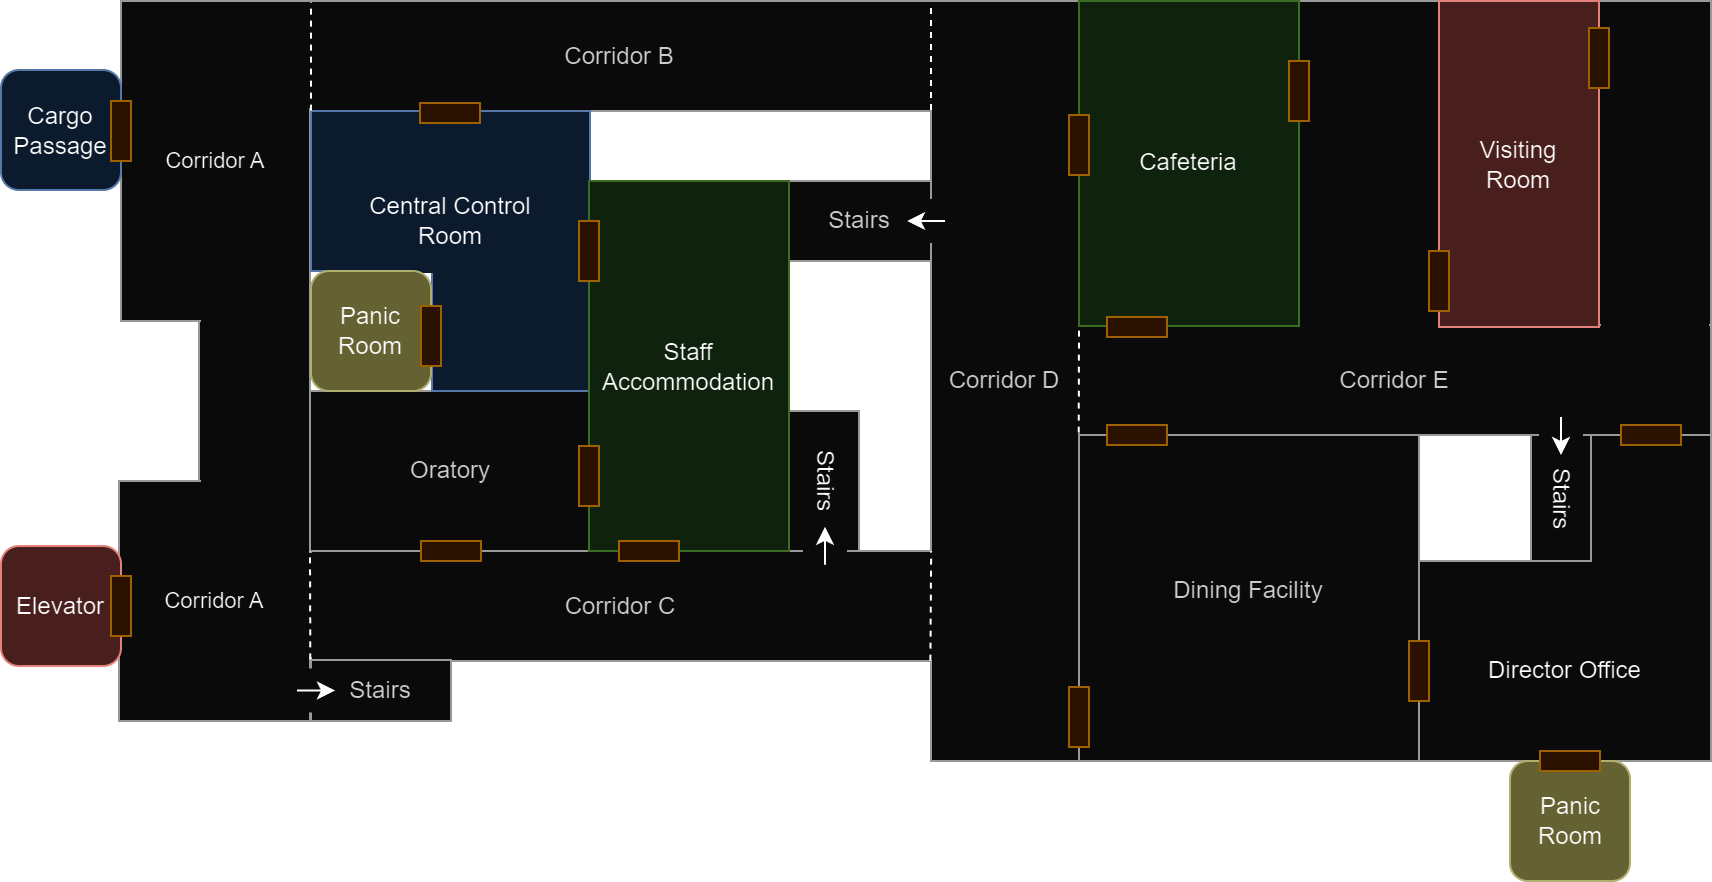 Corridor B
Cargo
Passage
Corridor A
Cafeteria
Visiting
Room
Central Control
Room
Stairs
Panic
Room
Staff
Accommodation
Corridor D
Corridor E
Oratory
Stairs
Stairs
Elevator
Corridor A
Corridor C
Dining Facility
Director Office
Stairs
Panic
Room